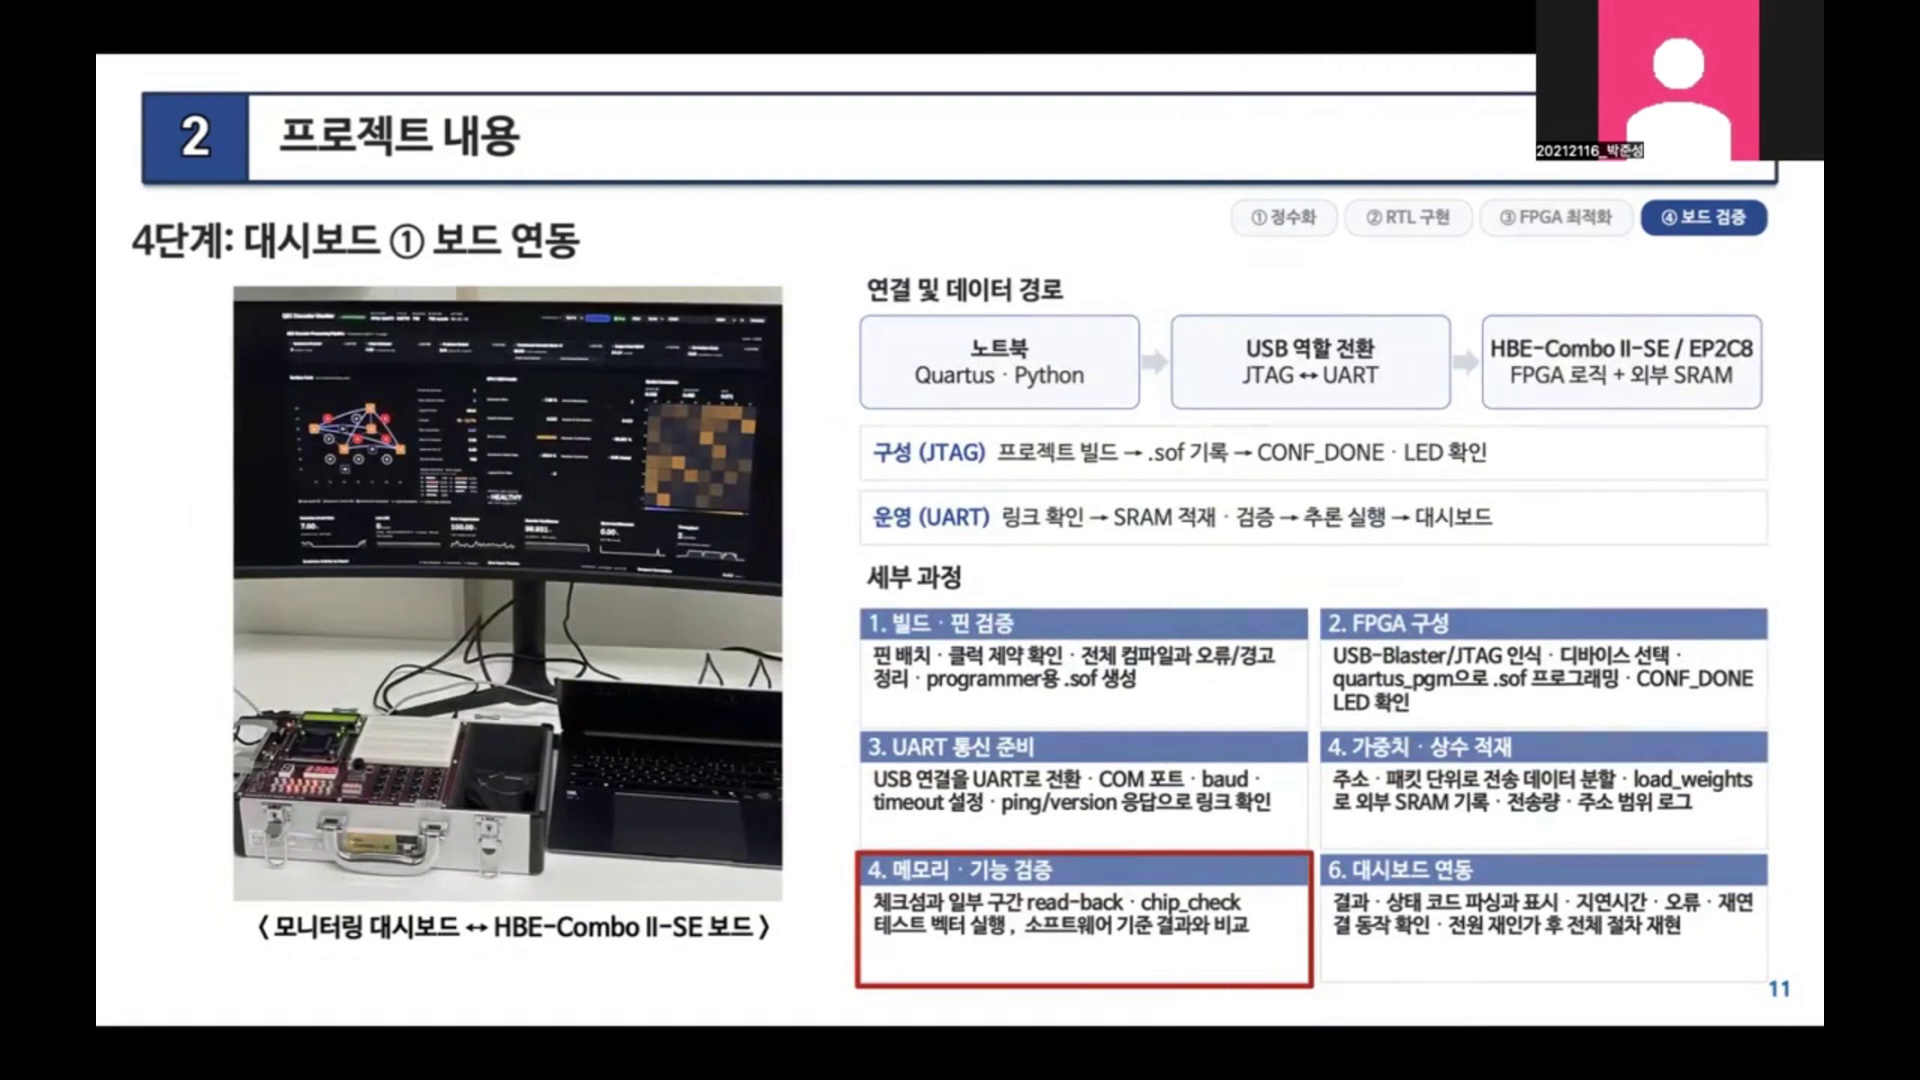 20212116_박준성
2
프로젝트 내용
① 정수화
② RTL 구현
③ FPGA 최적화
④ 보드 검증
4단계: 대시보드 ① 보드 연동
HEALTHY
7.00
100.00
0.00
〈 모니터링 대시보드 ↔ HBE-Combo II-SE 보드 〉
연결 및 데이터 경로
노트북
Quartus · Python
USB 역할 전환
JTAG ↔ UART
HBE-Combo II-SE / EP2C8
FPGA 로직 + 외부 SRAM
구성 (JTAG) 프로젝트 빌드 → .sof 기록 → CONF_DONE · LED 확인
운영 (UART) 링크 확인 → SRAM 적재 · 검증 → 추론 실행 → 대시보드
세부 과정
1. 빌드 · 핀 검증
핀 배치 · 클럭 제약 확인 · 전체 컴파일과 오류/경고
정리 · programmer용 .sof 생성
2. FPGA 구성
USB-Blaster/JTAG 인식 · 디바이스 선택 ·
quartus_pgm으로 .sof 프로그래밍 · CONF_DONE
LED 확인
3. UART 통신 준비
USB 연결을 UART로 전환 · COM 포트 · baud ·
timeout 설정 · ping/version 응답으로 링크 확인
4. 가중치 · 상수 적재
주소 · 패킷 단위로 전송 데이터 분할 · load_weights
로 외부 SRAM 기록 · 전송량 · 주소 범위 로그
4. 메모리 · 기능 검증
체크섬과 일부 구간 read-back · chip_check
테스트 벡터 실행 , 소프트웨어 기준 결과와 비교
6. 대시보드 연동
결과 · 상태 코드 파싱과 표시 · 지연시간 · 오류 · 재연
결 동작 확인 · 전원 재인가 후 전체 절차 재현
11